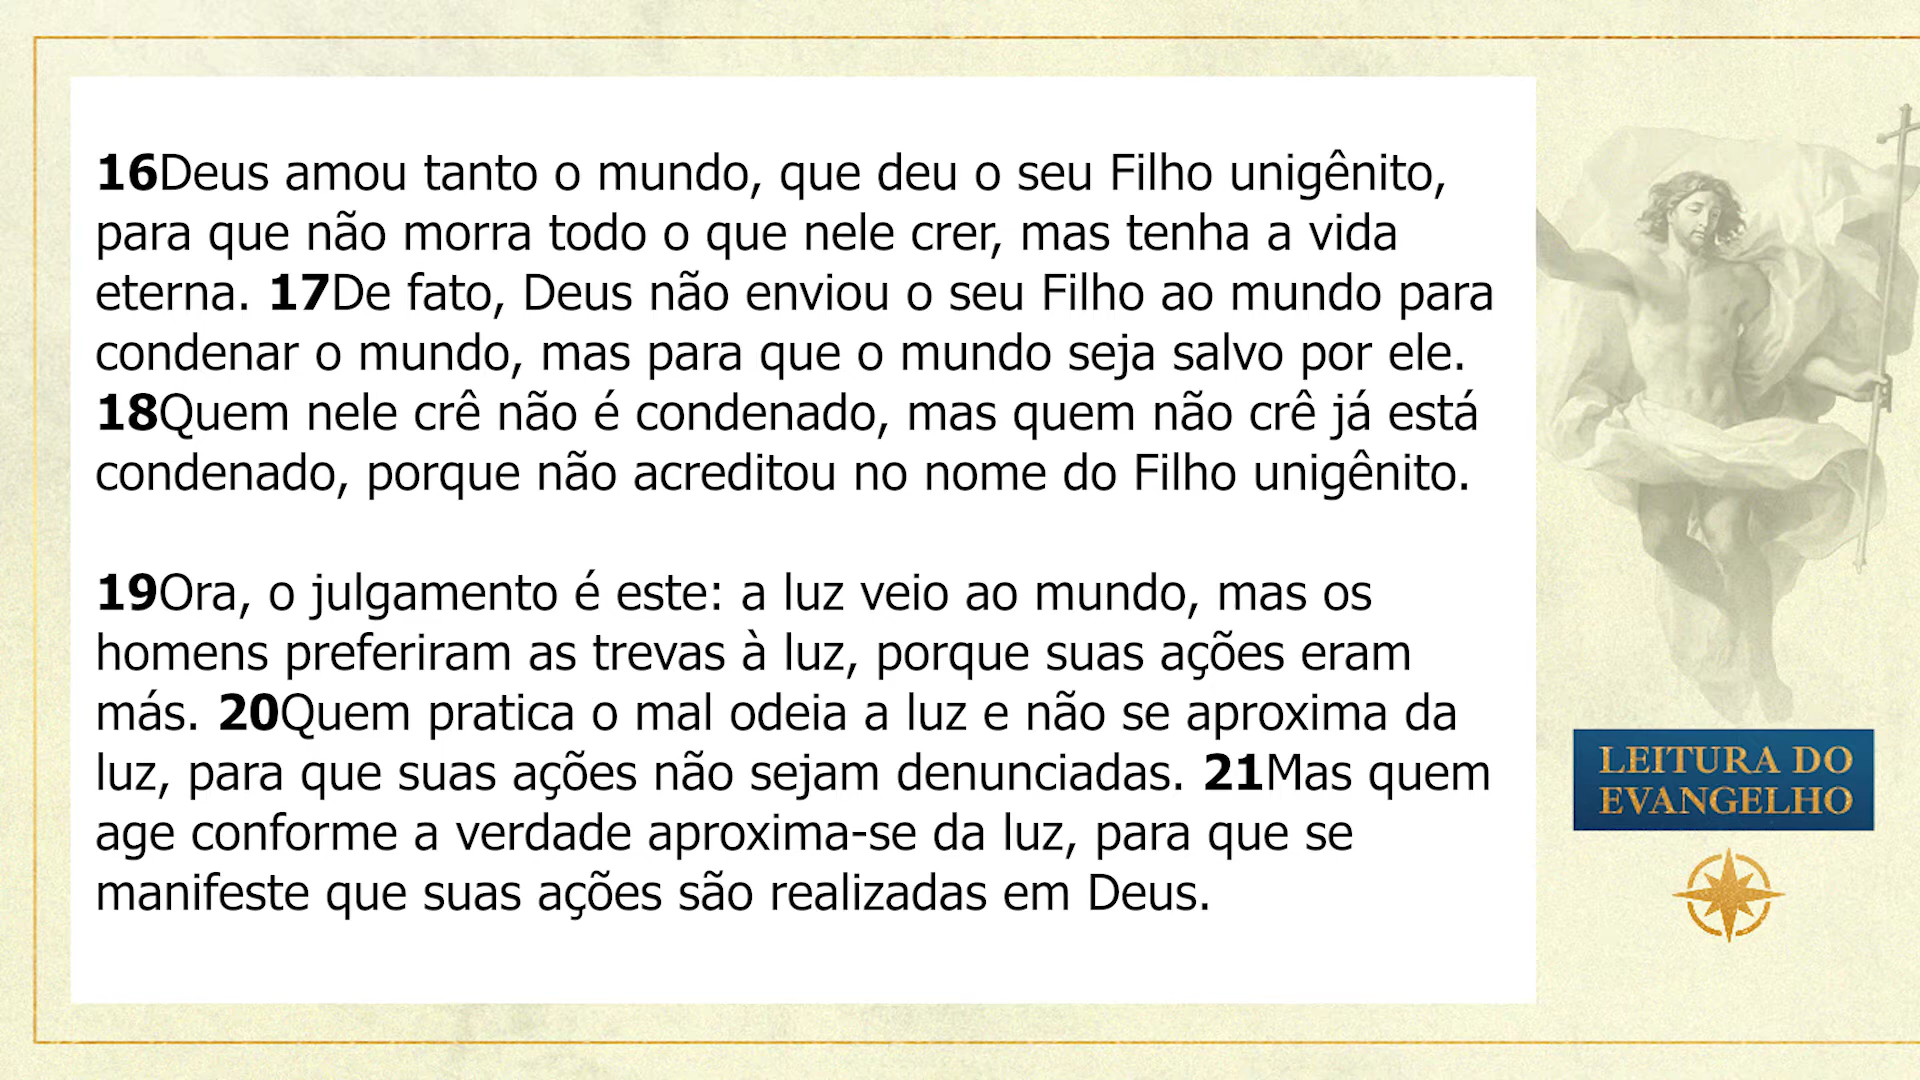 16Deus amou tanto o mundo, que deu o seu Filho unigênito,
para que não morra todo o que nele crer, mas tenha a vida
eterna. 17De fato, Deus não enviou o seu Filho ao mundo para
condenar o mundo, mas para que o mundo seja salvo por ele.
18Quem nele crê não é condenado, mas quem não crê já está
condenado, porque não acreditou no nome do Filho unigênito.
19Ora, o julgamento é este: a luz veio ao mundo, mas os
homens preferiram as trevas à luz, porque suas ações eram
más. 20Quem pratica o mal odeia a luz e não se aproxima da
luz, para que suas ações não sejam denunciadas. 21Mas quem
age conforme a verdade aproxima-se da luz, para que se
manifeste que suas ações são realizadas em Deus.
LEITURA DO
EVANGELHO